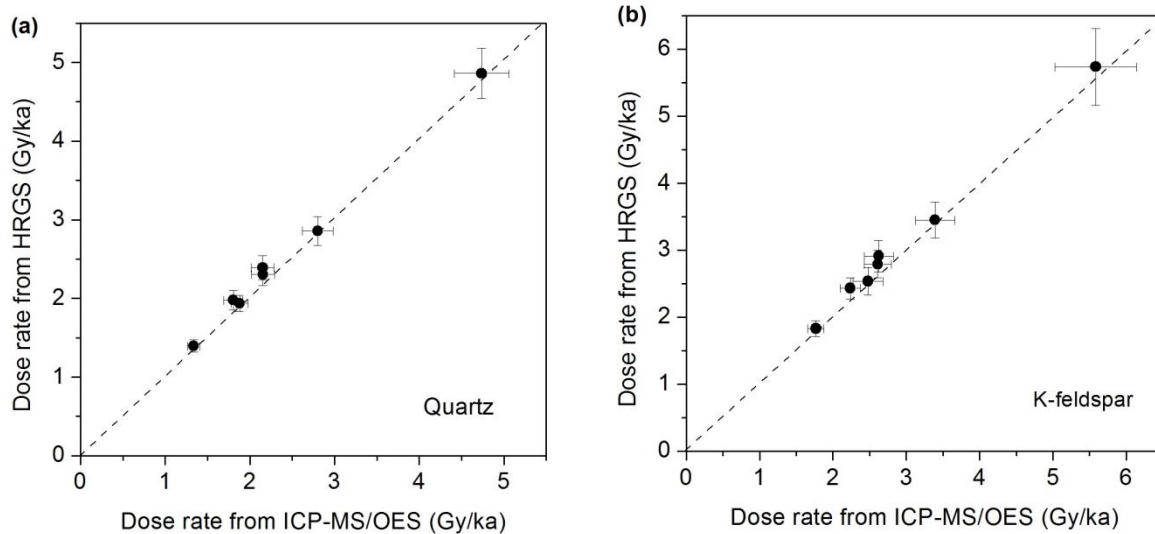 (a)
Dose rate from HRGS (Gy/ka)
5
4
3
2
1
0
0 1 2 3 4 5
Quartz
Dose rate from ICP-MS/OES (Gy/ka)
(b)
Dose rate from HRGS (Gy/ka)
6
5
4
3
2
1
0
0 1 2 3 4 5 6
K-feldspar
Dose rate from ICP-MS/OES (Gy/ka)